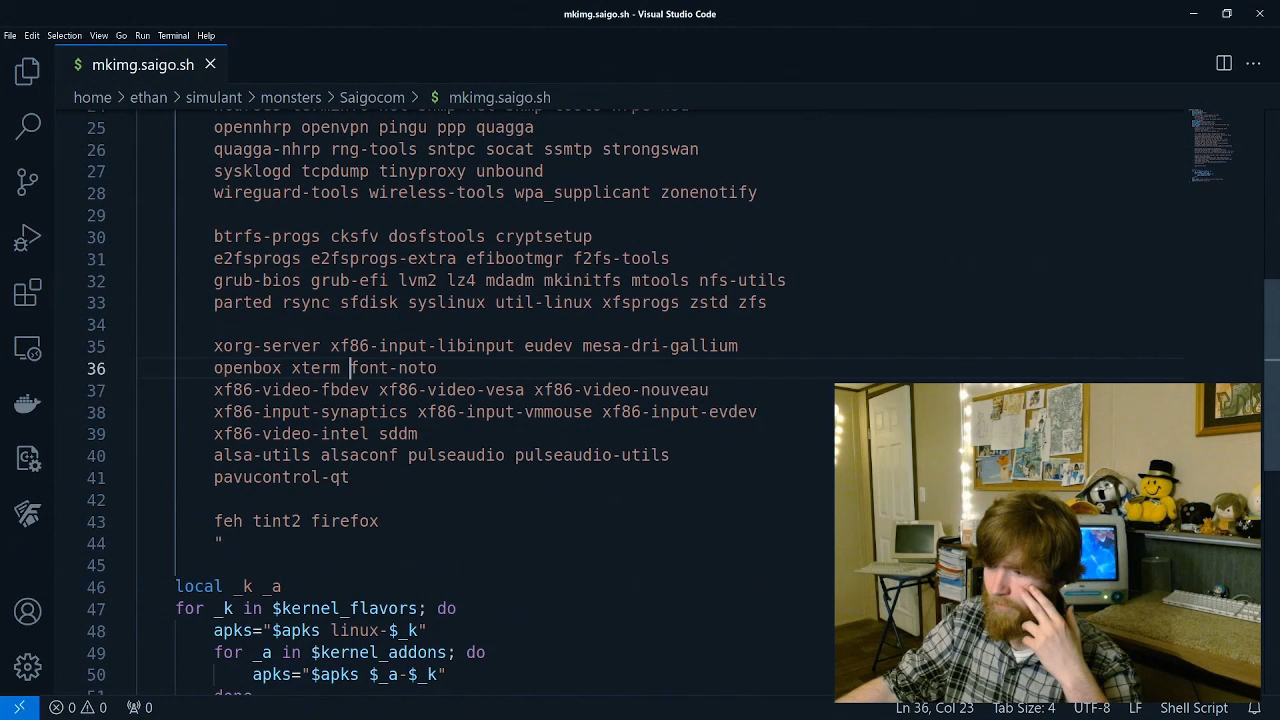 mkimg.saigo.sh - Visual Studio Code
File Edit Selection View Go Run Terminal Help
$ mkimg.saigo.sh
home > ethan > simulant > monsters > Saigocom > $ mkimg.saigo.sh
25 opennhrp openvpn pingu ppp quagga
26 quagga-nhrp rng-tools sntpc socat ssmtp strongswan
27 sysklogd tcpdump tinyproxy unbound
28 wireguard-tools wireless-tools wpa_supplicant zonenotify
29
30 btrfs-progs cksfv dosfstools cryptsetup
31 e2fsprogs e2fsprogs-extra efibootmgr f2fs-tools
32 grub-bios grub-efi lvm2 lz4 mdadm mkinitfs mtools nfs-utils
33 parted rsync sfdisk syslinux util-linux xfsprogs zstd zfs
34
35 xorg-server xf86-input-libinput eudev mesa-dri-gallium
36 openbox xterm font-noto
37 xf86-video-fbdev xf86-video-vesa xf86-video-nouveau
38 xf86-input-synaptics xf86-input-vmmouse xf86-input-evdev
39 xf86-video-intel sddm
40 alsa-utils alsaconf pulseaudio pulseaudio-utils
41 pavucontrol-qt
42
43 feh tint2 firefox
44 "
45
46 local _k _a
47 for _k in $kernel_flavors; do
48 apks="$apks linux-$_k"
49 for _a in $kernel_addons; do
50 apks="$apks $_a-$_k"
51 done
0 0 0 Ln 36, Col 23 Tab Size: 4 UTF-8 LF Shell Script